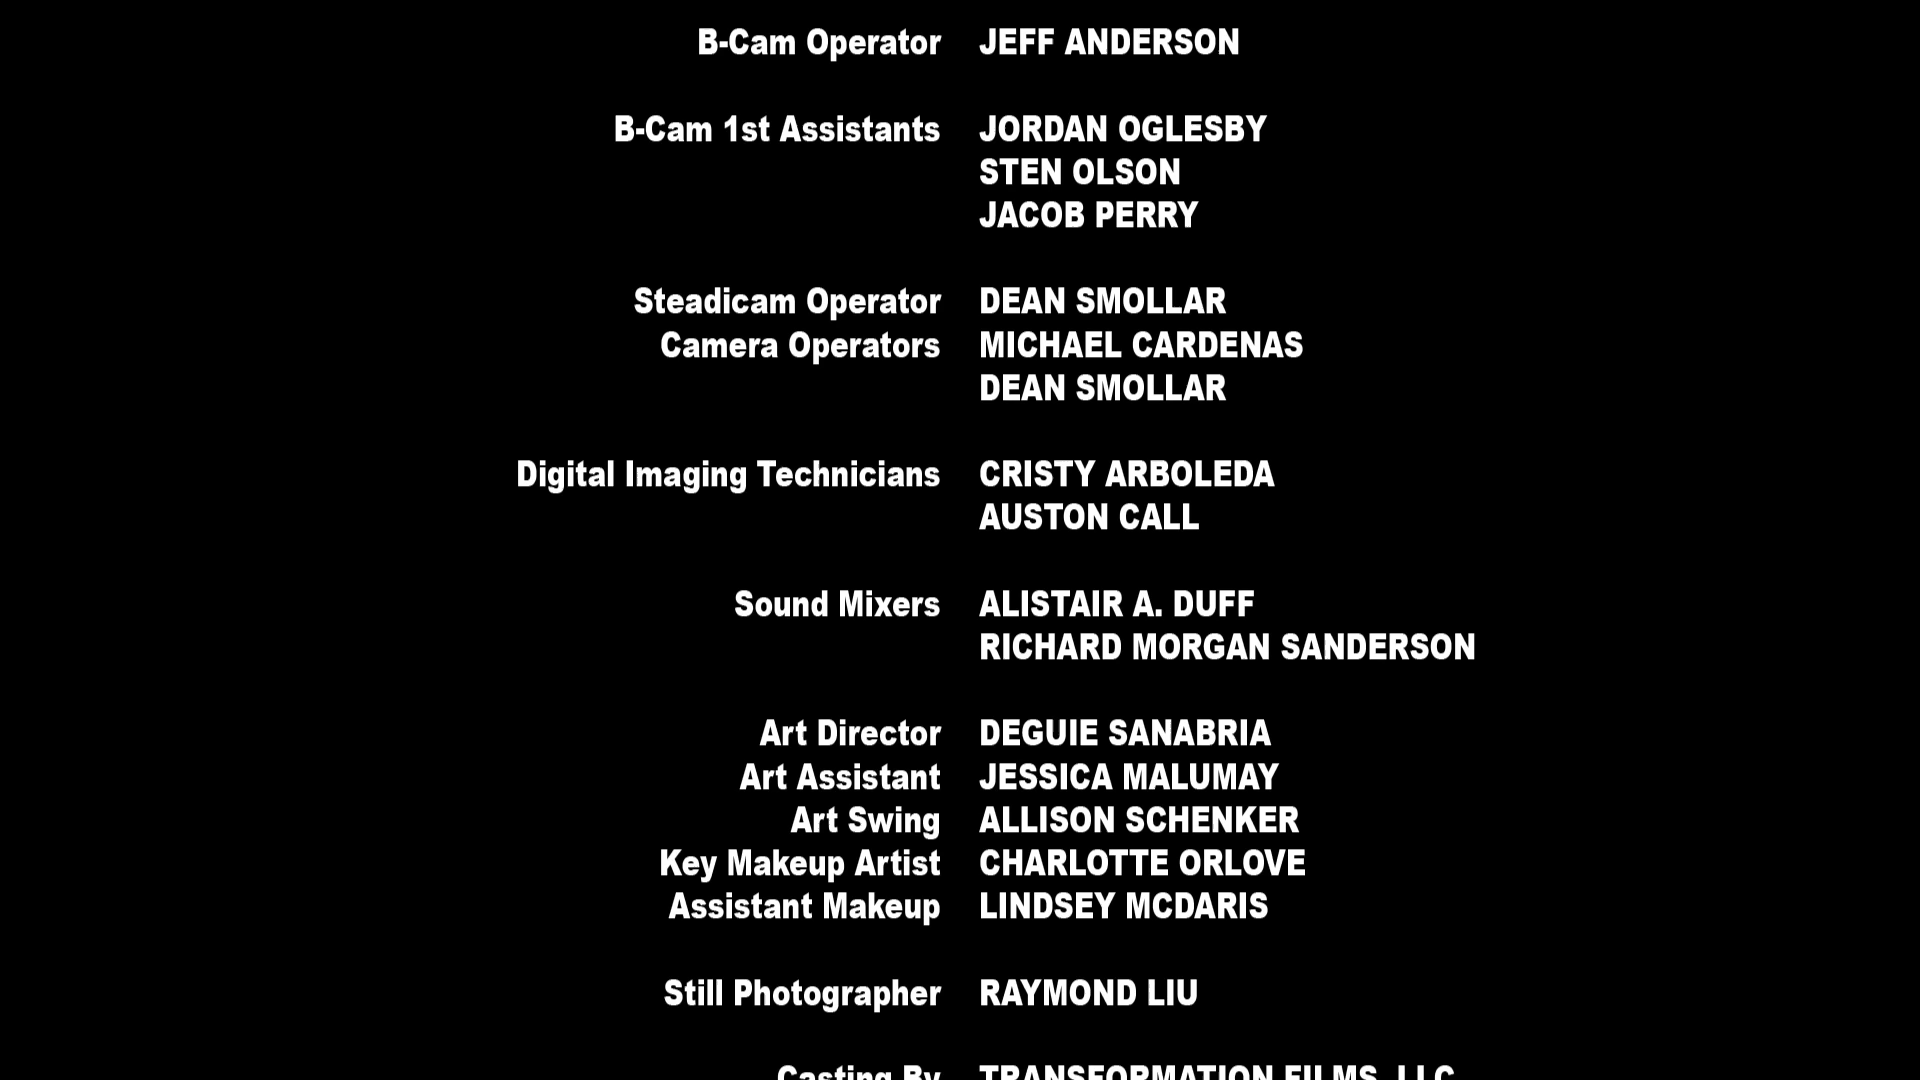 B-Cam Operator JEFF ANDERSON
B-Cam 1st Assistants JORDAN OGLESBY
STEN OLSON
JACOB PERRY
Steadicam Operator DEAN SMOLLAR
Camera Operators MICHAEL CARDENAS
DEAN SMOLLAR
Digital Imaging Technicians CRISTY ARBOLEDA
AUSTON CALL
Sound Mixers ALISTAIR A. DUFF
RICHARD MORGAN SANDERSON
Art Director DEGUIE SANABRIA
Art Assistant JESSICA MALUMAY
Art Swing ALLISON SCHENKER
Key Makeup Artist CHARLOTTE ORLOVE
Assistant Makeup LINDSEY MCDARIS
Still Photographer RAYMOND LIU
Casting By TRANSFORMATION FILMS, LLC